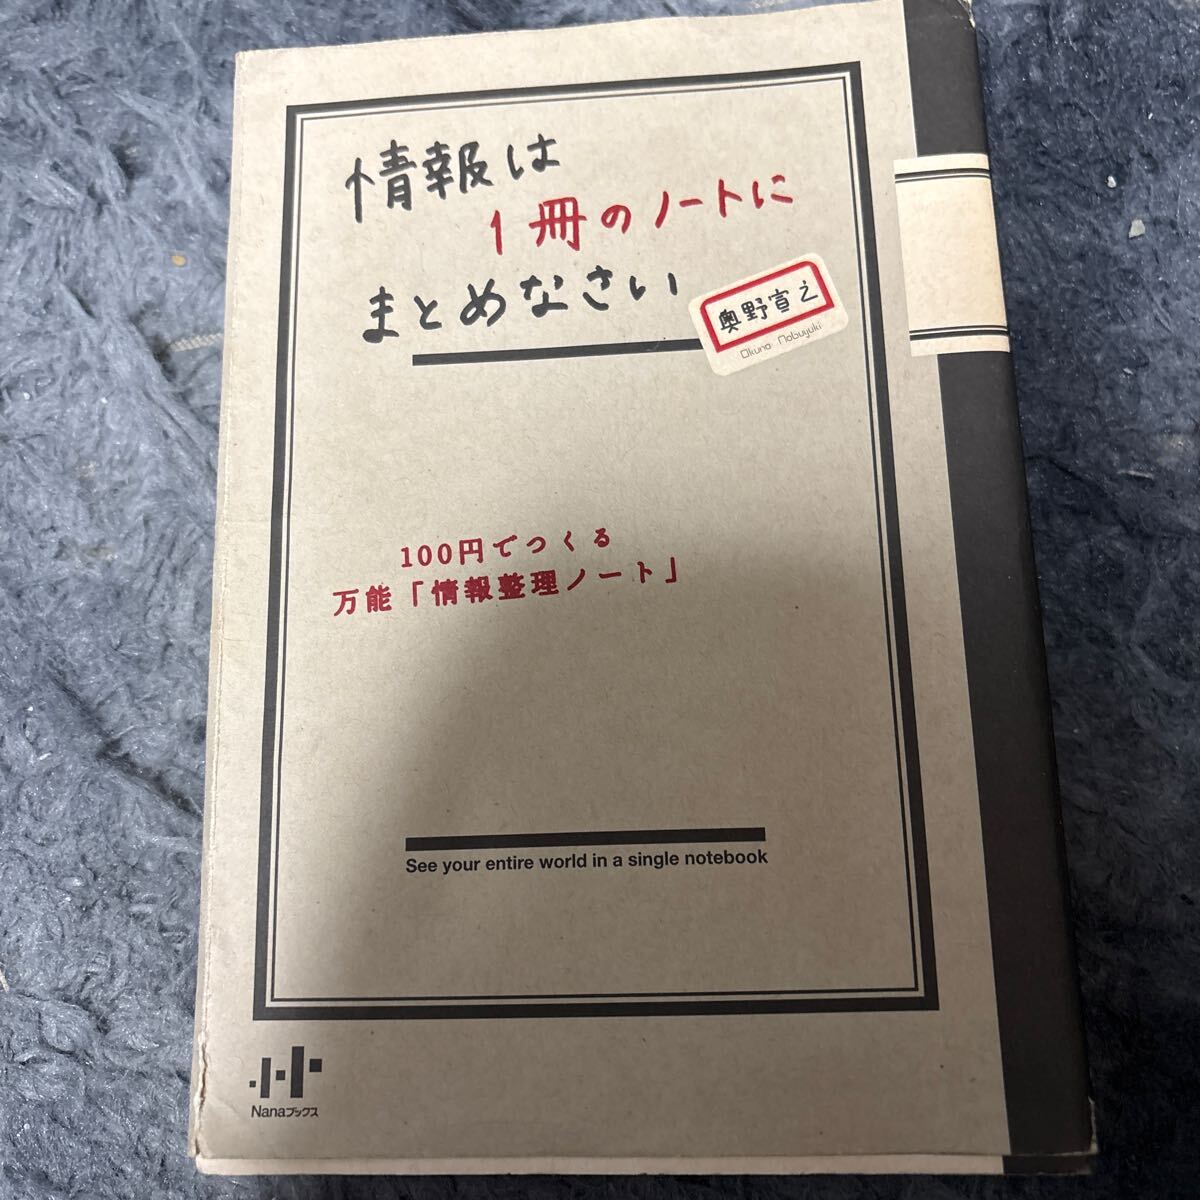 情報は
1冊のノートに
まとめなさい
奥野宣之
Okuno Nobuyuki
100円でつくる
万能「情報整理ノート」
See your entire world in a single notebook
Nanaブックス